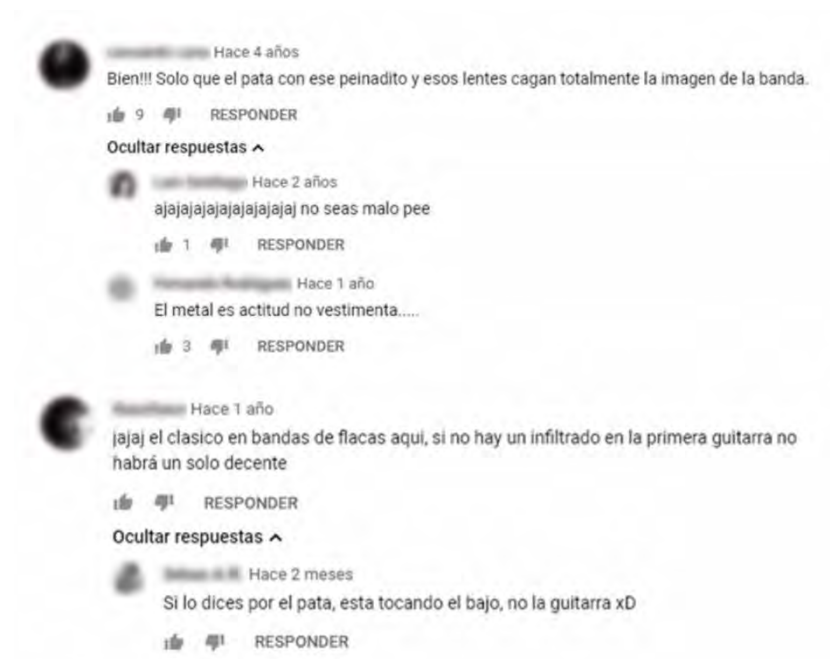 Hace 4 años
Bien!!! Solo que el pata con ese peinadito y esos lentes cagan totalmente la imagen de la banda.
9 RESPONDER
Ocultar respuestas
Hace 2 años
ajajajajajajajajajajaj no seas malo pee
1 RESPONDER
Hace 1 año
El metal es actitud no vestimenta.....
3 RESPONDER
Hace 1 año
jajaj el clasico en bandas de flacas aqui, si no hay un infiltrado en la primera guitarra no
habrá un solo decente
RESPONDER
Ocultar respuestas
Hace 2 meses
Si lo dices por el pata, esta tocando el bajo, no la guitarra xD
RESPONDER